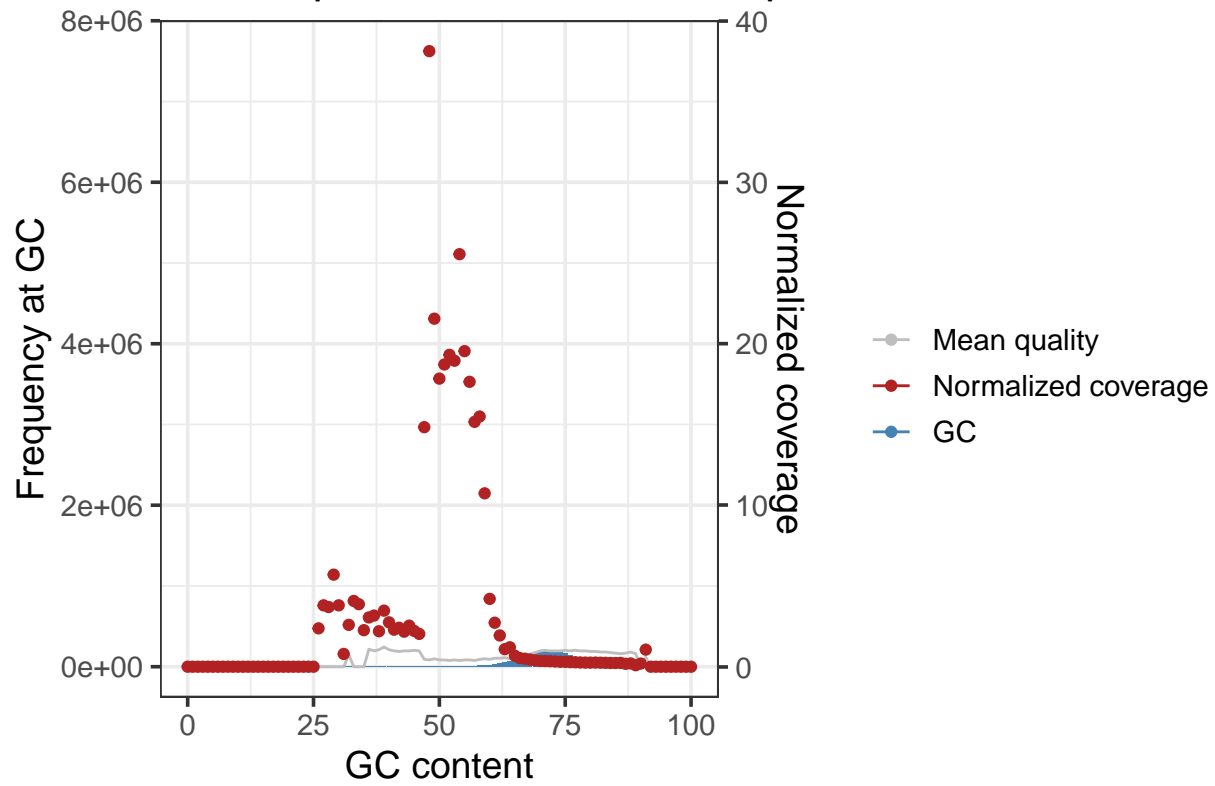 8e+06
6e+06
4e+06
2e+06
0e+00
40
30
20
10
0
0 25 50 75 100
Frequency at GC
Normalized coverage
GC content
Mean quality
Normalized coverage
GC